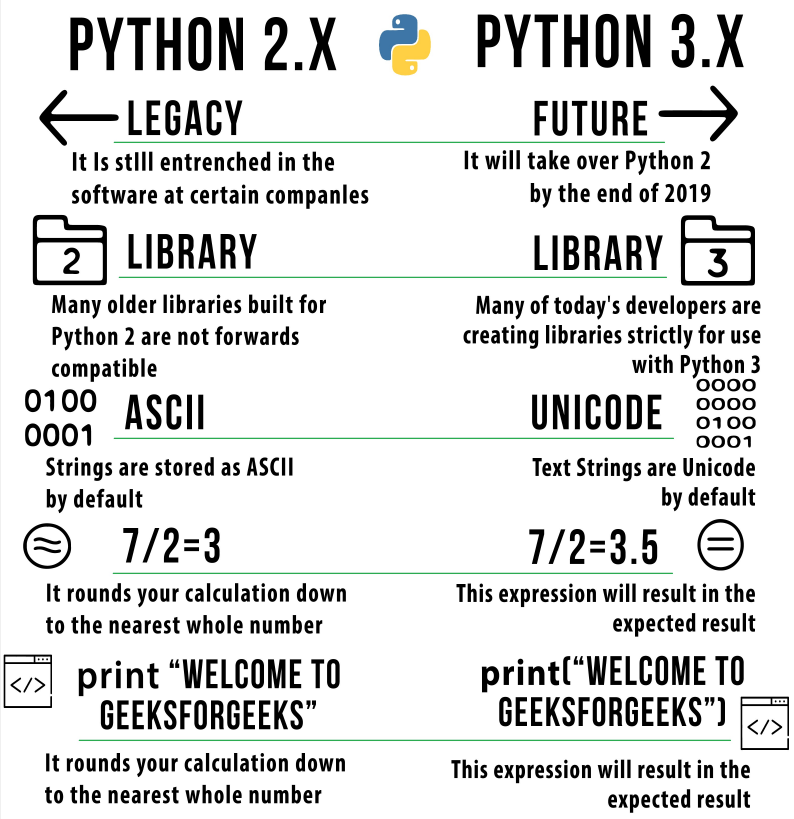 PYTHON 2.X
PYTHON 3.X
LEGACY
FUTURE
It Is stIll entrenched in the
software at certain companles
It will take over Python 2
by the end of 2019
2
LIBRARY
LIBRARY
3
Many older libraries built for
Python 2 are not forwards
compatible
Many of today's developers are
creating libraries strictly for use
with Python 3
0100
0001
ASCII
UNICODE
0000
0000
0100
0001
Strings are stored as ASCII
by default
Text Strings are Unicode
by default
≈
7/2=3
7/2=3.5
=
It rounds your calculation down
to the nearest whole number
This expression will result in the
expected result
</>
print “WELCOME TO
GEEKSFORGEEKS”
print(“WELCOME TO
GEEKSFORGEEKS”)
</>
It rounds your calculation down
to the nearest whole number
This expression will result in the
expected result